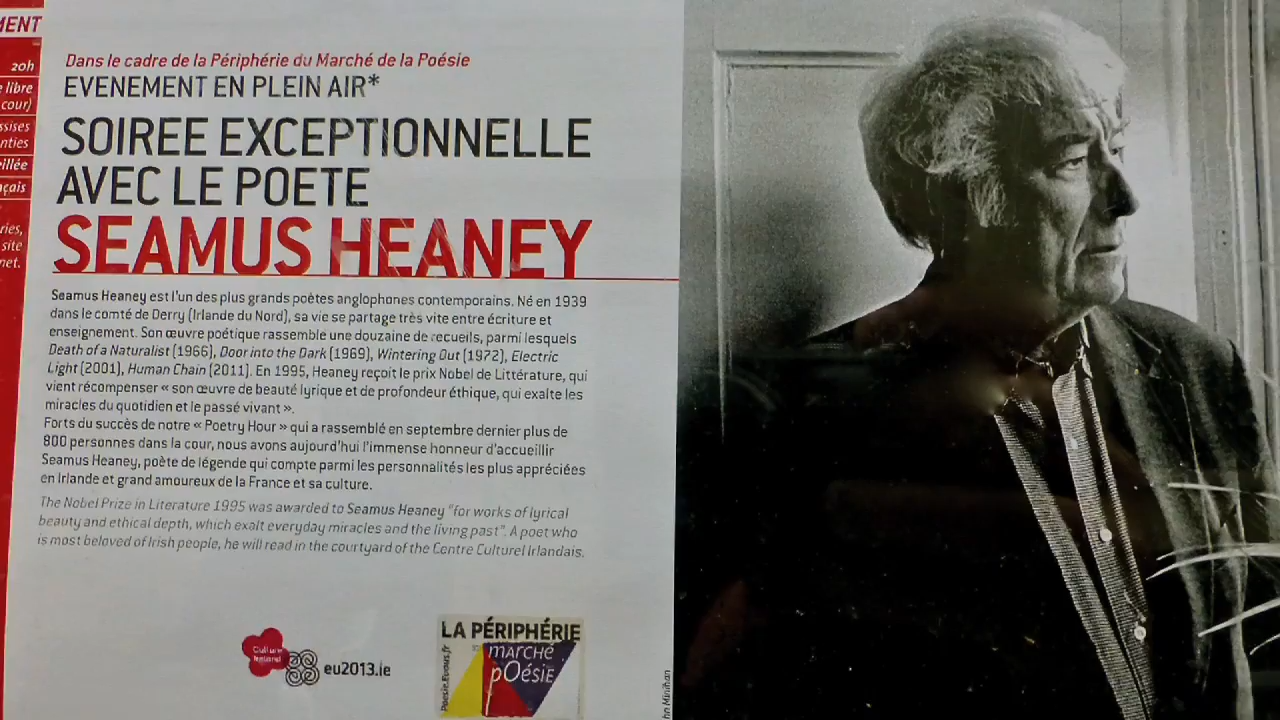 MENT
20h
e libre
cour)
ssises
nties
eillée
nçais
ries,
site
net.
Dans le cadre de la Périphérie du Marché de la Poésie
EVENEMENT EN PLEIN AIR*
SOIREE EXCEPTIONNELLE
AVEC LE POETE
SEAMUS HEANEY
Seamus Heaney est l'un des plus grands poètes anglophones contemporains. Né en 1939
dans le comté de Derry (Irlande du Nord), sa vie se partage très vite entre écriture et
enseignement. Son œuvre poétique rassemble une douzaine de recueils, parmi lesquels
Death of a Naturalist (1966), Door into the Dark (1969), Wintering Out (1972), Electric
Light (2001), Human Chain (2011). En 1995, Heaney reçoit le prix Nobel de Littérature, qui
vient récompenser « son œuvre de beauté lyrique et de profondeur éthique, qui exalte les
miracles du quotidien et le passé vivant ».
Forts du succès de notre « Poetry Hour » qui a rassemblé en septembre dernier plus de
800 personnes dans la cour, nous avons aujourd'hui l'immense honneur d'accueillir
Seamus Heaney, poète de légende qui compte parmi les personnalités les plus appréciées
en Irlande et grand amoureux de la France et sa culture.
The Nobel Prize in Literature 1995 was awarded to Seamus Heaney "for works of lyrical
beauty and ethical depth, which exalt everyday miracles and the living past". A poet who
is most beloved of Irish people, he will read in the courtyard of the Centre Culturel Irlandais.
Culture
Ireland
eu2013.ie
LA PÉRIPHÉRIE
Poesie.Evous.fr
marché
pOésie
hn Minihan